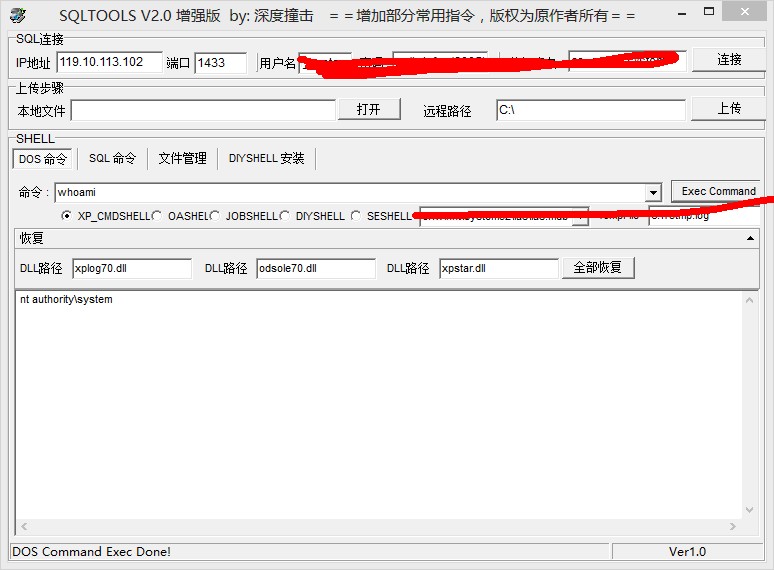 SQLTOOLS V2.0 增强版 by: 深度撞击 ＝＝增加部分常用指令，版权为原作者所有＝＝
SQL连接
IP地址 119.10.113.102 端口 1433 用户名 连接
上传步骤
本地文件 打开 远程路径 C:\ 上传
SHELL
DOS 命令 SQL 命令 文件管理 DIYSHELL 安装
命令： whoami Exec Command
XP_CMDSHELL OASHEL JOBSHELL DIYSHELL SESHELL
恢复
DLL路径 xplog70.dll DLL路径 odsole70.dll DLL路径 xpstar.dll 全部恢复
nt authority\system
DOS Command Exec Done! Ver1.0